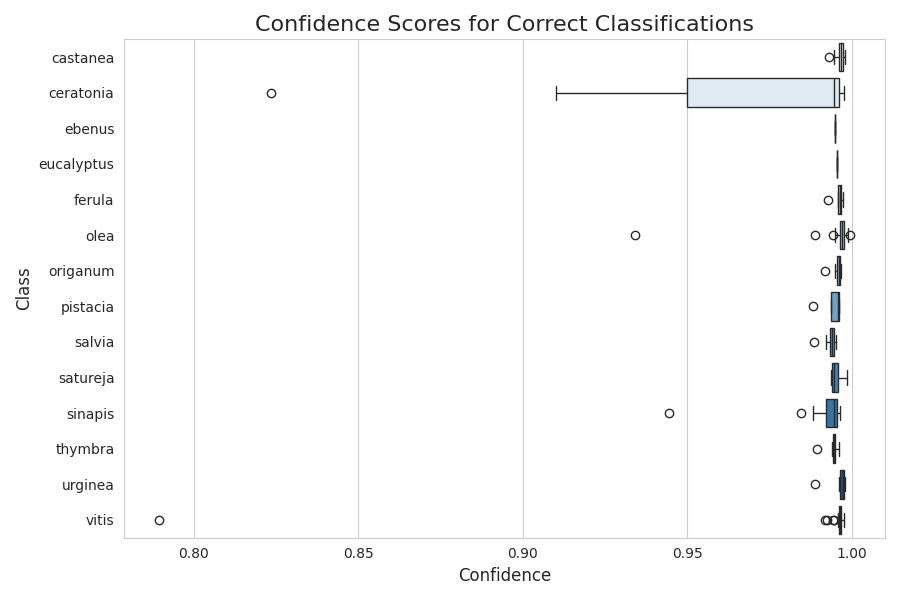 Confidence Scores for Correct Classifications
castanea
ceratonia
ebenus
eucalyptus
ferula
olea
origanum
pistacia
salvia
satureja
sinapis
thymbra
urginea
vitis
Class
0.80 0.85 0.90 0.95 1.00
Confidence